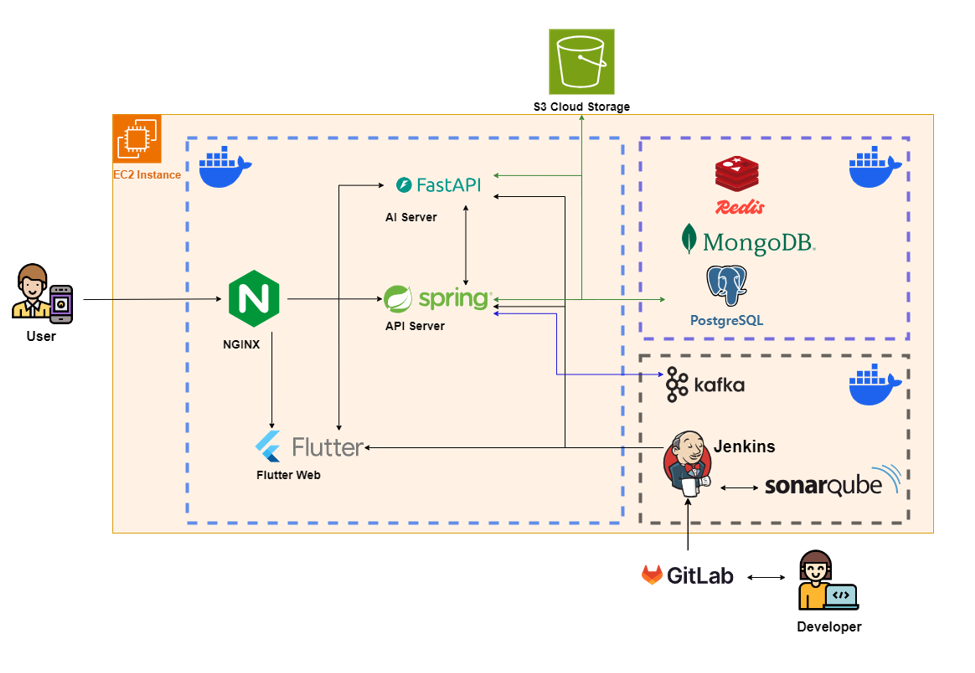 S3 Cloud Storage
EC2 Instance
FastAPI
AI Server
redis
MongoDB.
spring
API Server
PostgreSQL
User
N
NGINX
kafka
Flutter
Flutter Web
Jenkins
sonarqube
GitLab
</>
Developer